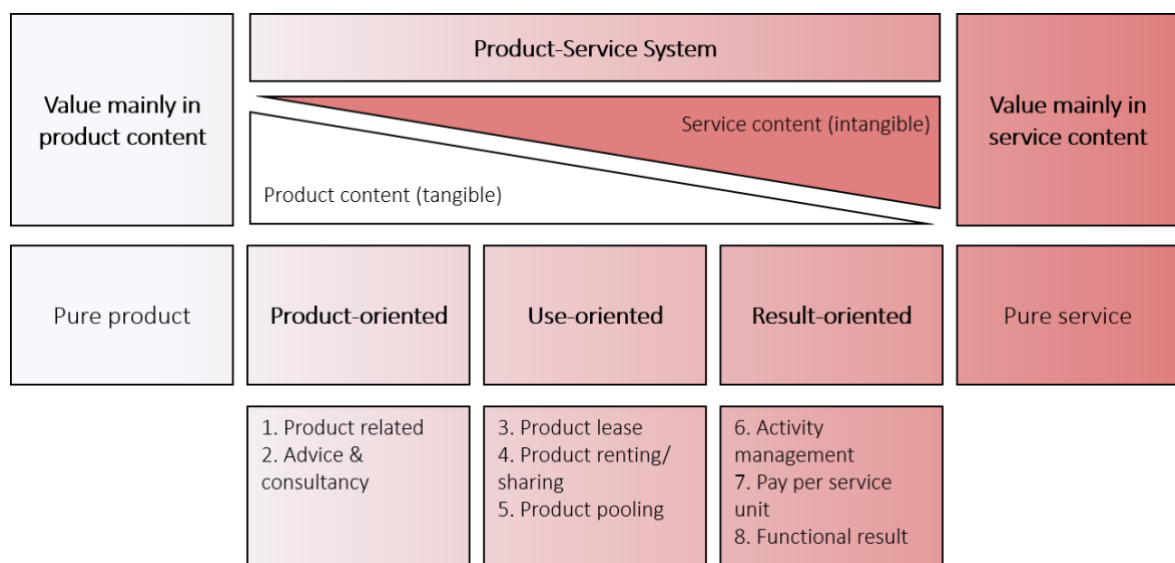 Product-Service System
Value mainly in
product content
Service content (intangible)
Product content (tangible)
Value mainly in
service content
Pure product
Product-oriented
Use-oriented
Result-oriented
Pure service
1. Product related
2. Advice &
consultancy
3. Product lease
4. Product renting/
sharing
5. Product pooling
6. Activity
management
7. Pay per service
unit
8. Functional result